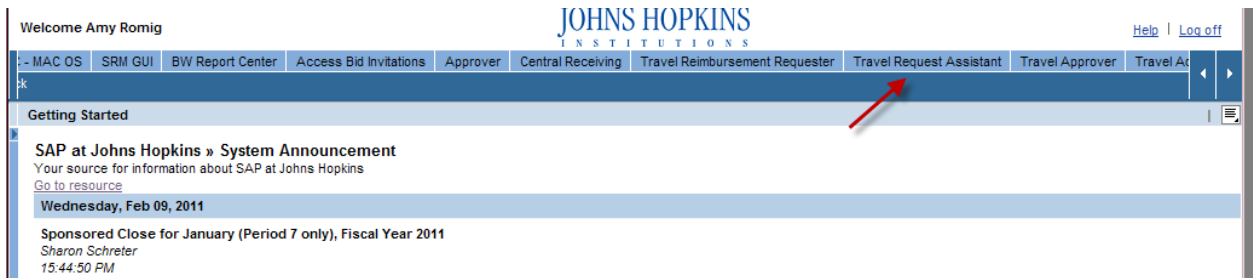 Welcome Amy Romig
JOHNS HOPKINS
INSTITUTIONS
Help | Log off
- MAC OS SRM GUI BW Report Center Access Bid Invitations Approver Central Receiving Travel Reimbursement Requester Travel Request Assistant Travel Approver Travel Ac
Getting Started
SAP at Johns Hopkins » System Announcement
Your source for information about SAP at Johns Hopkins
Go to resource
Wednesday, Feb 09, 2011
Sponsored Close for January (Period 7 only), Fiscal Year 2011
Sharon Schreter
15:44:50 PM